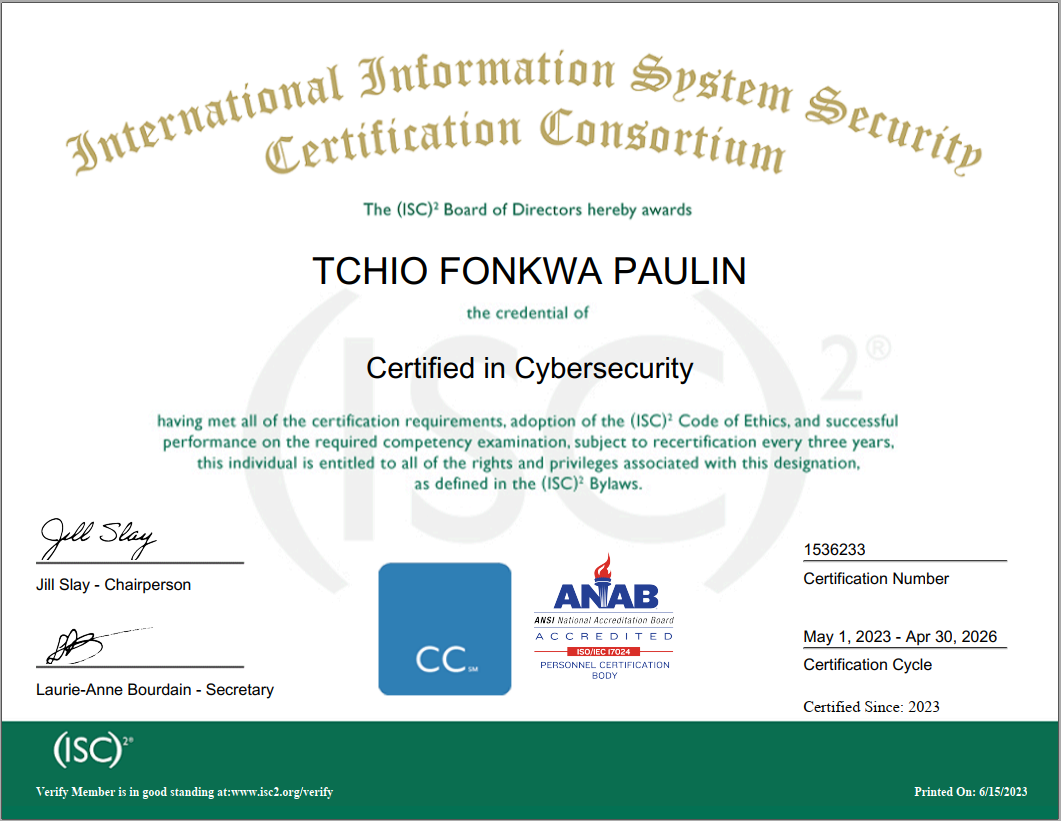 International Information System Security
Certification Consortium
The (ISC)² Board of Directors hereby awards
TCHIO FONKWA PAULIN
the credential of
Certified in Cybersecurity
(ISC)²®
having met all of the certification requirements, adoption of the (ISC)² Code of Ethics, and successful
performance on the required competency examination, subject to recertification every three years,
this individual is entitled to all of the rights and privileges associated with this designation,
as defined in the (ISC)² Bylaws.
Jill Slay
Jill Slay - Chairperson
Laurie-Anne Bourdain - Secretary
CC SM
ANAB
ANSI National Accreditation Board
ACCREDITED
ISO/IEC 17024
PERSONNEL CERTIFICATION
BODY
1536233
Certification Number
May 1, 2023 - Apr 30, 2026
Certification Cycle
Certified Since: 2023
(ISC)²®
Verify Member is in good standing at:www.isc2.org/verify
Printed On: 6/15/2023